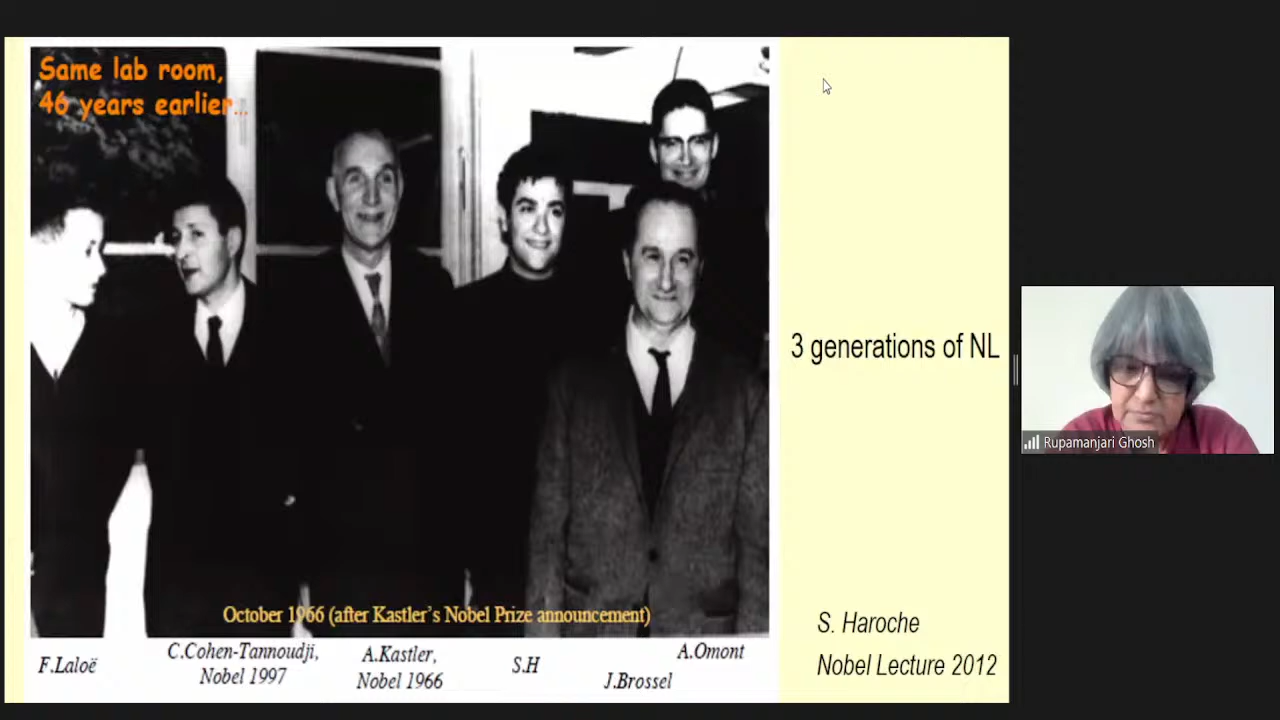 Same lab room,
46 years earlier...
3 generations of NL
Rupamanjari Ghosh
October 1966 (after Kastler's Nobel Prize announcement)
F.Laloë
C.Cohen-Tannoudji,
Nobel 1997
A.Kastler,
Nobel 1966
S.H
J.Brossel
A.Omont
S. Haroche
Nobel Lecture 2012